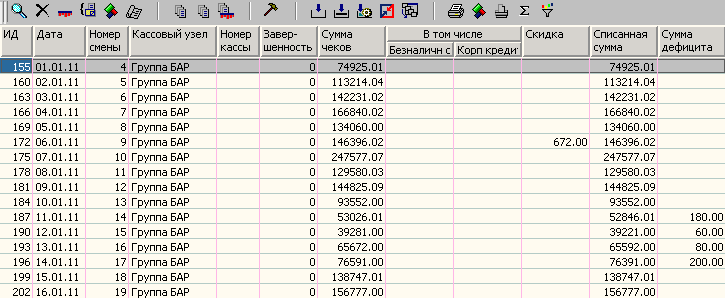 ИД Дата Номер смены Кассовый узел Номер кассы Завер-шенность Сумма чеков В том числе Скидка Списанная сумма Сумма дефицита
Безналичн с Корп креди
155 01.01.11 4 Группа БАР 0 74925.01 74925.01
160 02.01.11 5 Группа БАР 0 113214.04 113214.04
163 03.01.11 6 Группа БАР 0 142231.02 142231.02
166 04.01.11 7 Группа БАР 0 166840.02 166840.02
169 05.01.11 8 Группа БАР 0 134060.00 134060.00
172 06.01.11 9 Группа БАР 0 146396.02 672.00 146396.02
175 07.01.11 10 Группа БАР 0 247577.07 247577.07
178 08.01.11 11 Группа БАР 0 129580.03 129580.03
181 09.01.11 12 Группа БАР 0 144825.09 144825.09
184 10.01.11 13 Группа БАР 0 93552.00 93552.00
187 11.01.11 14 Группа БАР 0 53026.01 52846.01 180.00
190 12.01.11 15 Группа БАР 0 39281.00 39221.00 60.00
193 13.01.11 16 Группа БАР 0 65672.00 65592.00 80.00
196 14.01.11 17 Группа БАР 0 76591.00 76391.00 200.00
199 15.01.11 18 Группа БАР 0 138747.01 138747.01
202 16.01.11 19 Группа БАР 0 156777.00 156777.00